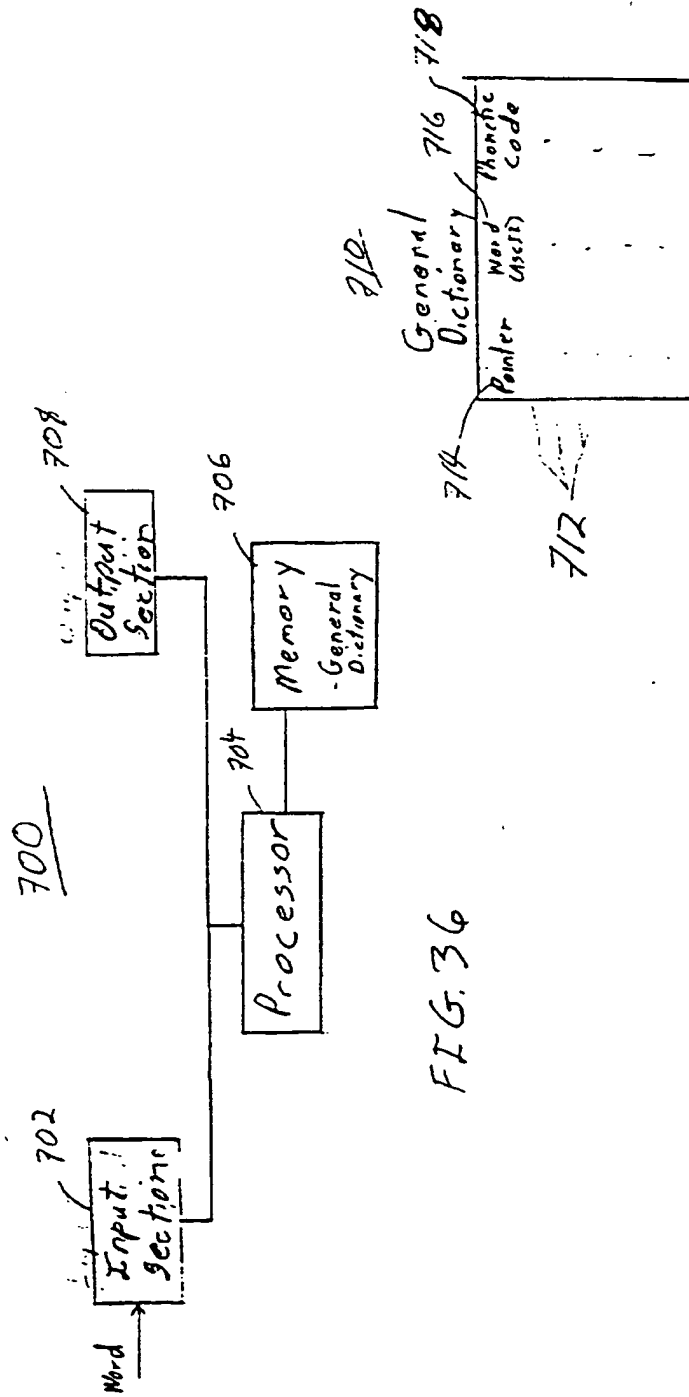 700
Word
702
Input
Sections
704
Processor
706
Memory
-General
Dictionary
708
Output
Section
FIG. 36
710
General
Dictionary
712
714
Pointer
716
Word
(ASCII)
718
Phonetic
Code